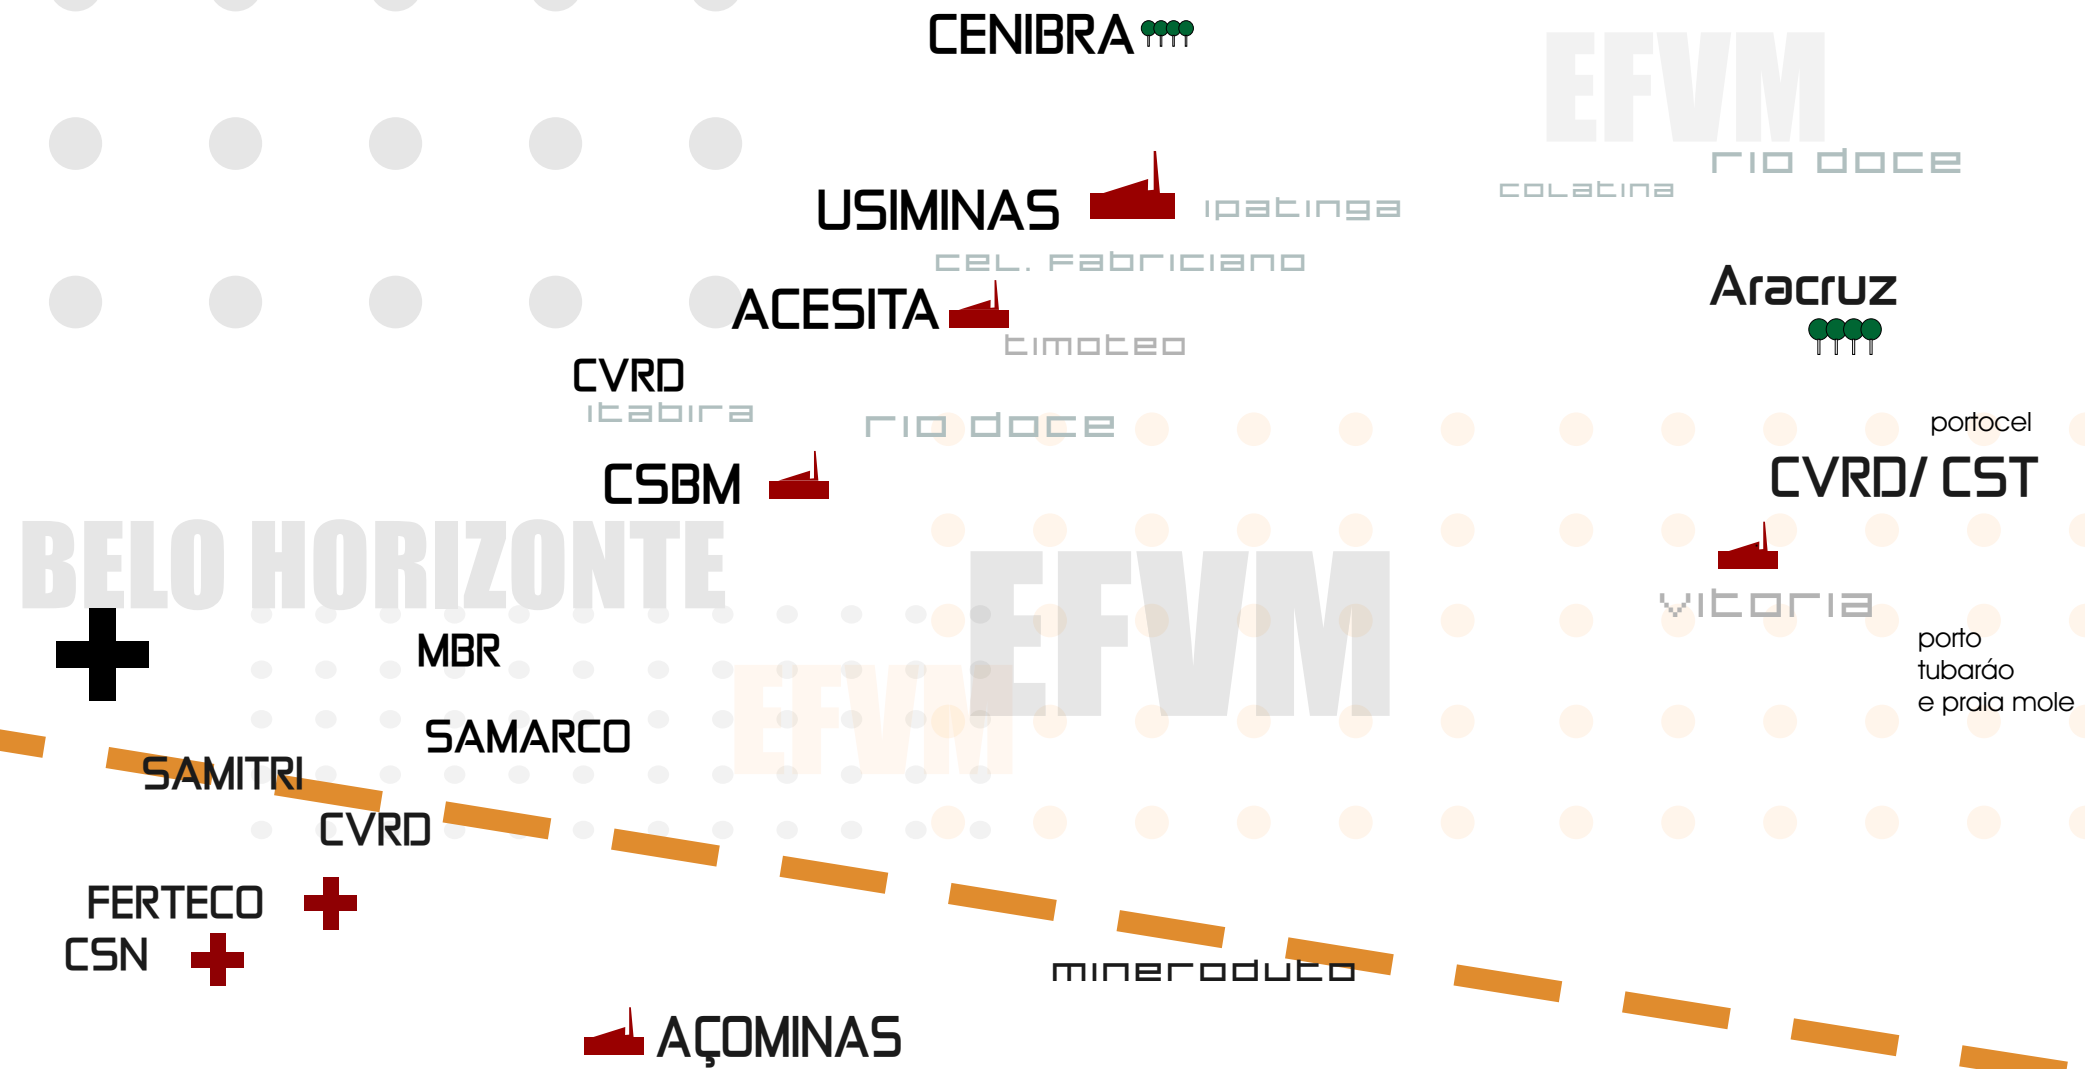 CENIBRA
EFVM
rio doce
colatina
USIMINAS
ipatinga
cel. fabriciano
Aracruz
ACESITA
timoteo
CVRD
itabira
rio doce
portocel
CSBM
CVRD/ CST
BELO HORIZONTE
EFVM
vitoria
MBR
porto
tubaráo
e praia mole
EFVM
SAMARCO
SAMITRI
CVRD
FERTECO
CSN
mineroduto
AÇOMINAS